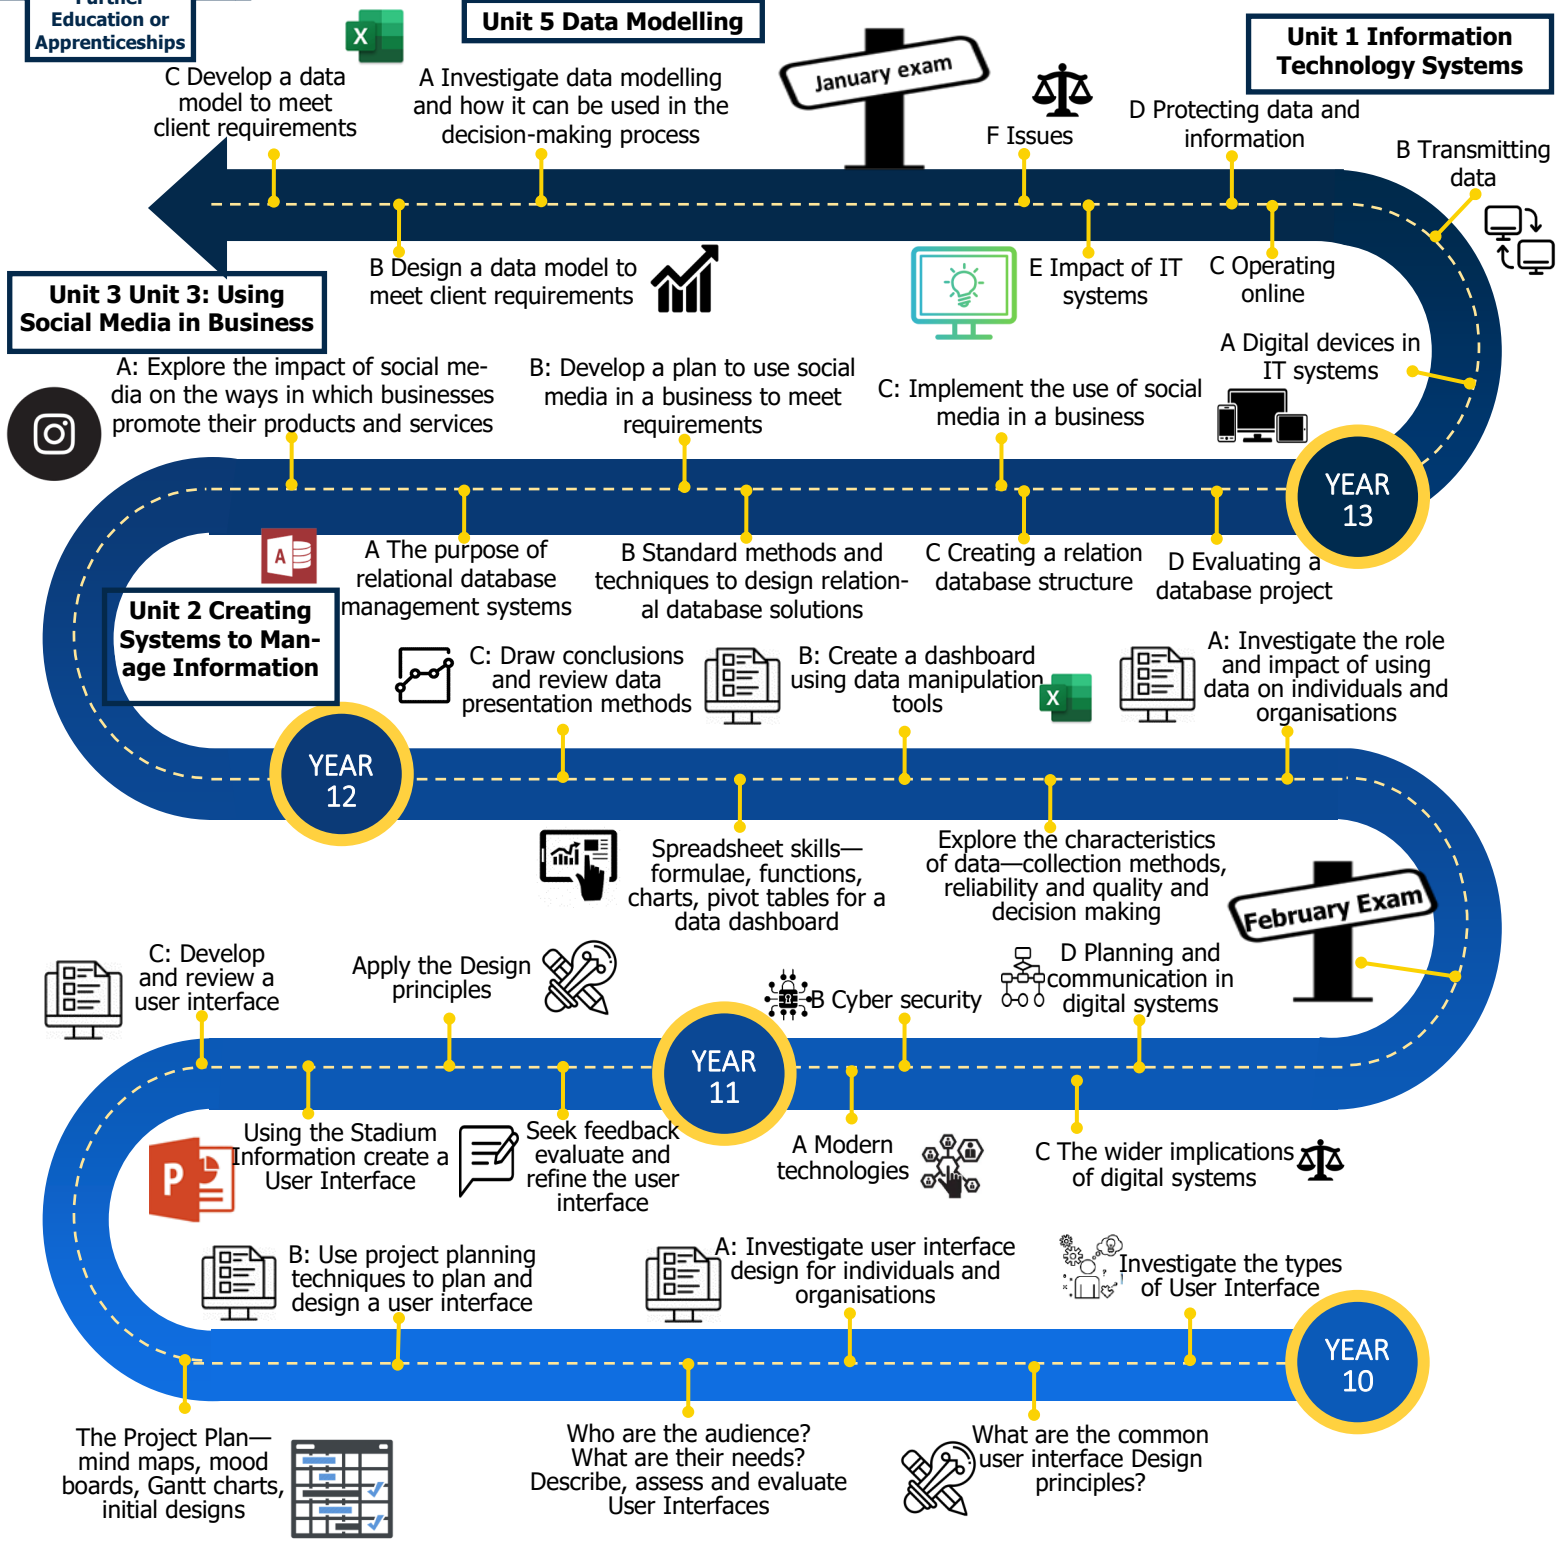 Further
Education or
Apprenticeships
Unit 5 Data Modelling
Unit 1 Information
Technology Systems
C Develop a data
model to meet
client requirements
A Investigate data modelling
and how it can be used in the
decision-making process
January exam
F Issues
D Protecting data and
information
B Transmitting
data
B Design a data model to
meet client requirements
E Impact of IT
systems
C Operating
online
A Digital devices in
IT systems
Unit 3 Unit 3: Using
Social Media in Business
A: Explore the impact of social me-
dia on the ways in which businesses
promote their products and services
B: Develop a plan to use social
media in a business to meet
requirements
C: Implement the use of social
media in a business
YEAR
13
A The purpose of
relational database
management systems
B Standard methods and
techniques to design relation-
al database solutions
C Creating a relation
database structure
D Evaluating a
database project
Unit 2 Creating
Systems to Man-
age Information
C: Draw conclusions
and review data
presentation methods
B: Create a dashboard
using data manipulation
tools
A: Investigate the role
and impact of using
data on individuals and
organisations
YEAR
12
Spreadsheet skills—
formulae, functions,
charts, pivot tables for a
data dashboard
Explore the characteristics
of data—collection methods,
reliability and quality and
decision making
February Exam
C: Develop
and review a
user interface
Apply the Design
principles
B Cyber security
D Planning and
communication in
digital systems
YEAR
11
Using the Stadium
Information create a
User Interface
Seek feedback
evaluate and
refine the user
interface
A Modern
technologies
C The wider implications
of digital systems
B: Use project planning
techniques to plan and
design a user interface
A: Investigate user interface
design for individuals and
organisations
Investigate the types
of User Interface
YEAR
10
The Project Plan—
mind maps, mood
boards, Gantt charts,
initial designs
Who are the audience?
What are their needs?
Describe, assess and evaluate
User Interfaces
What are the common
user interface Design
principles?